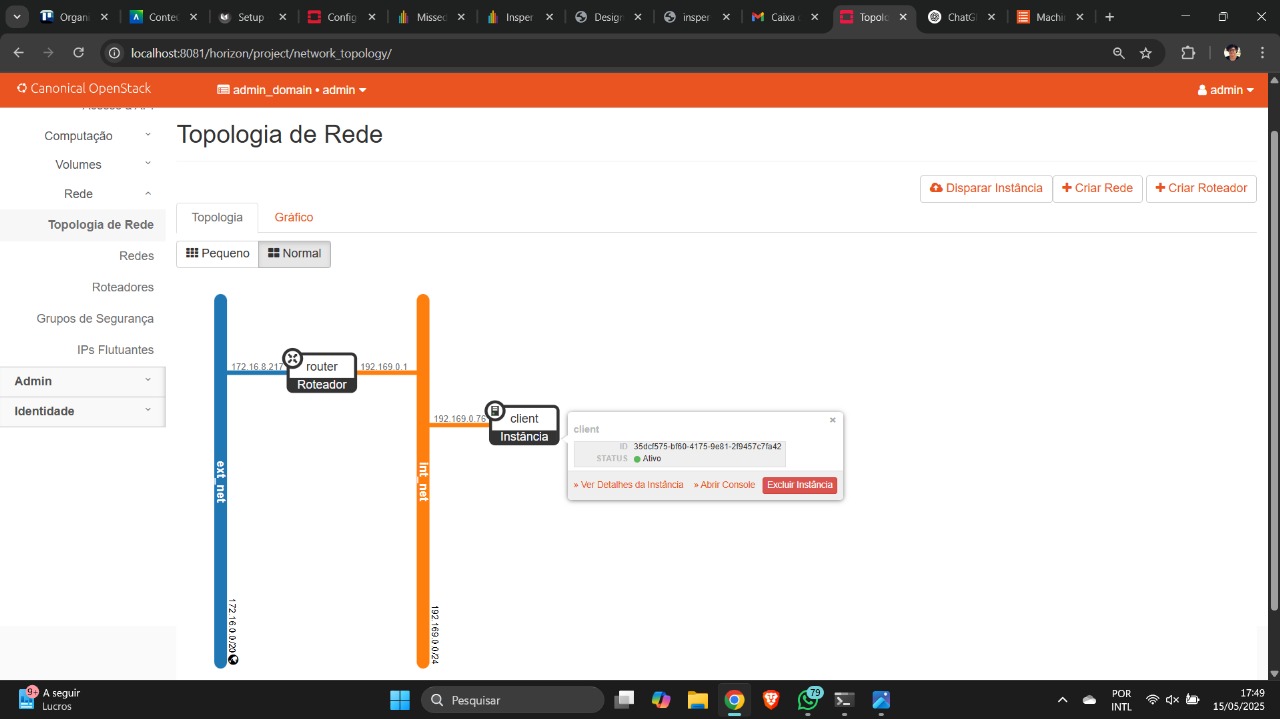 Organi
Conteu
Setup
Config
Missed
Insper
Design
insper
Caixa
Topolo
ChatGl
Machi
localhost:8081/horizon/project/network_topology/
Canonical OpenStack
admin_domain • admin
admin
Computação
Volumes
Rede
Topologia de Rede
Redes
Roteadores
Grupos de Segurança
IPs Flutuantes
Admin
Identidade
Topologia de Rede
Disparar Instância
Criar Rede
Criar Roteador
Topologia
Gráfico
Pequeno
Normal
172.16.8.217
router
Roteador
192.169.0.1
192.169.0.76
client
Instância
client
ID 35dcf575-bf60-4175-9e81-2f9457c7fa42
STATUS Ativo
» Ver Detalhes da Instância » Abrir Console Excluir Instância
ext_net
int_net
172.16.0.0/20
192.169.0.0/24
9+
A seguir
Lucros
Pesquisar
79
POR
INTL
17:49
15/05/2025